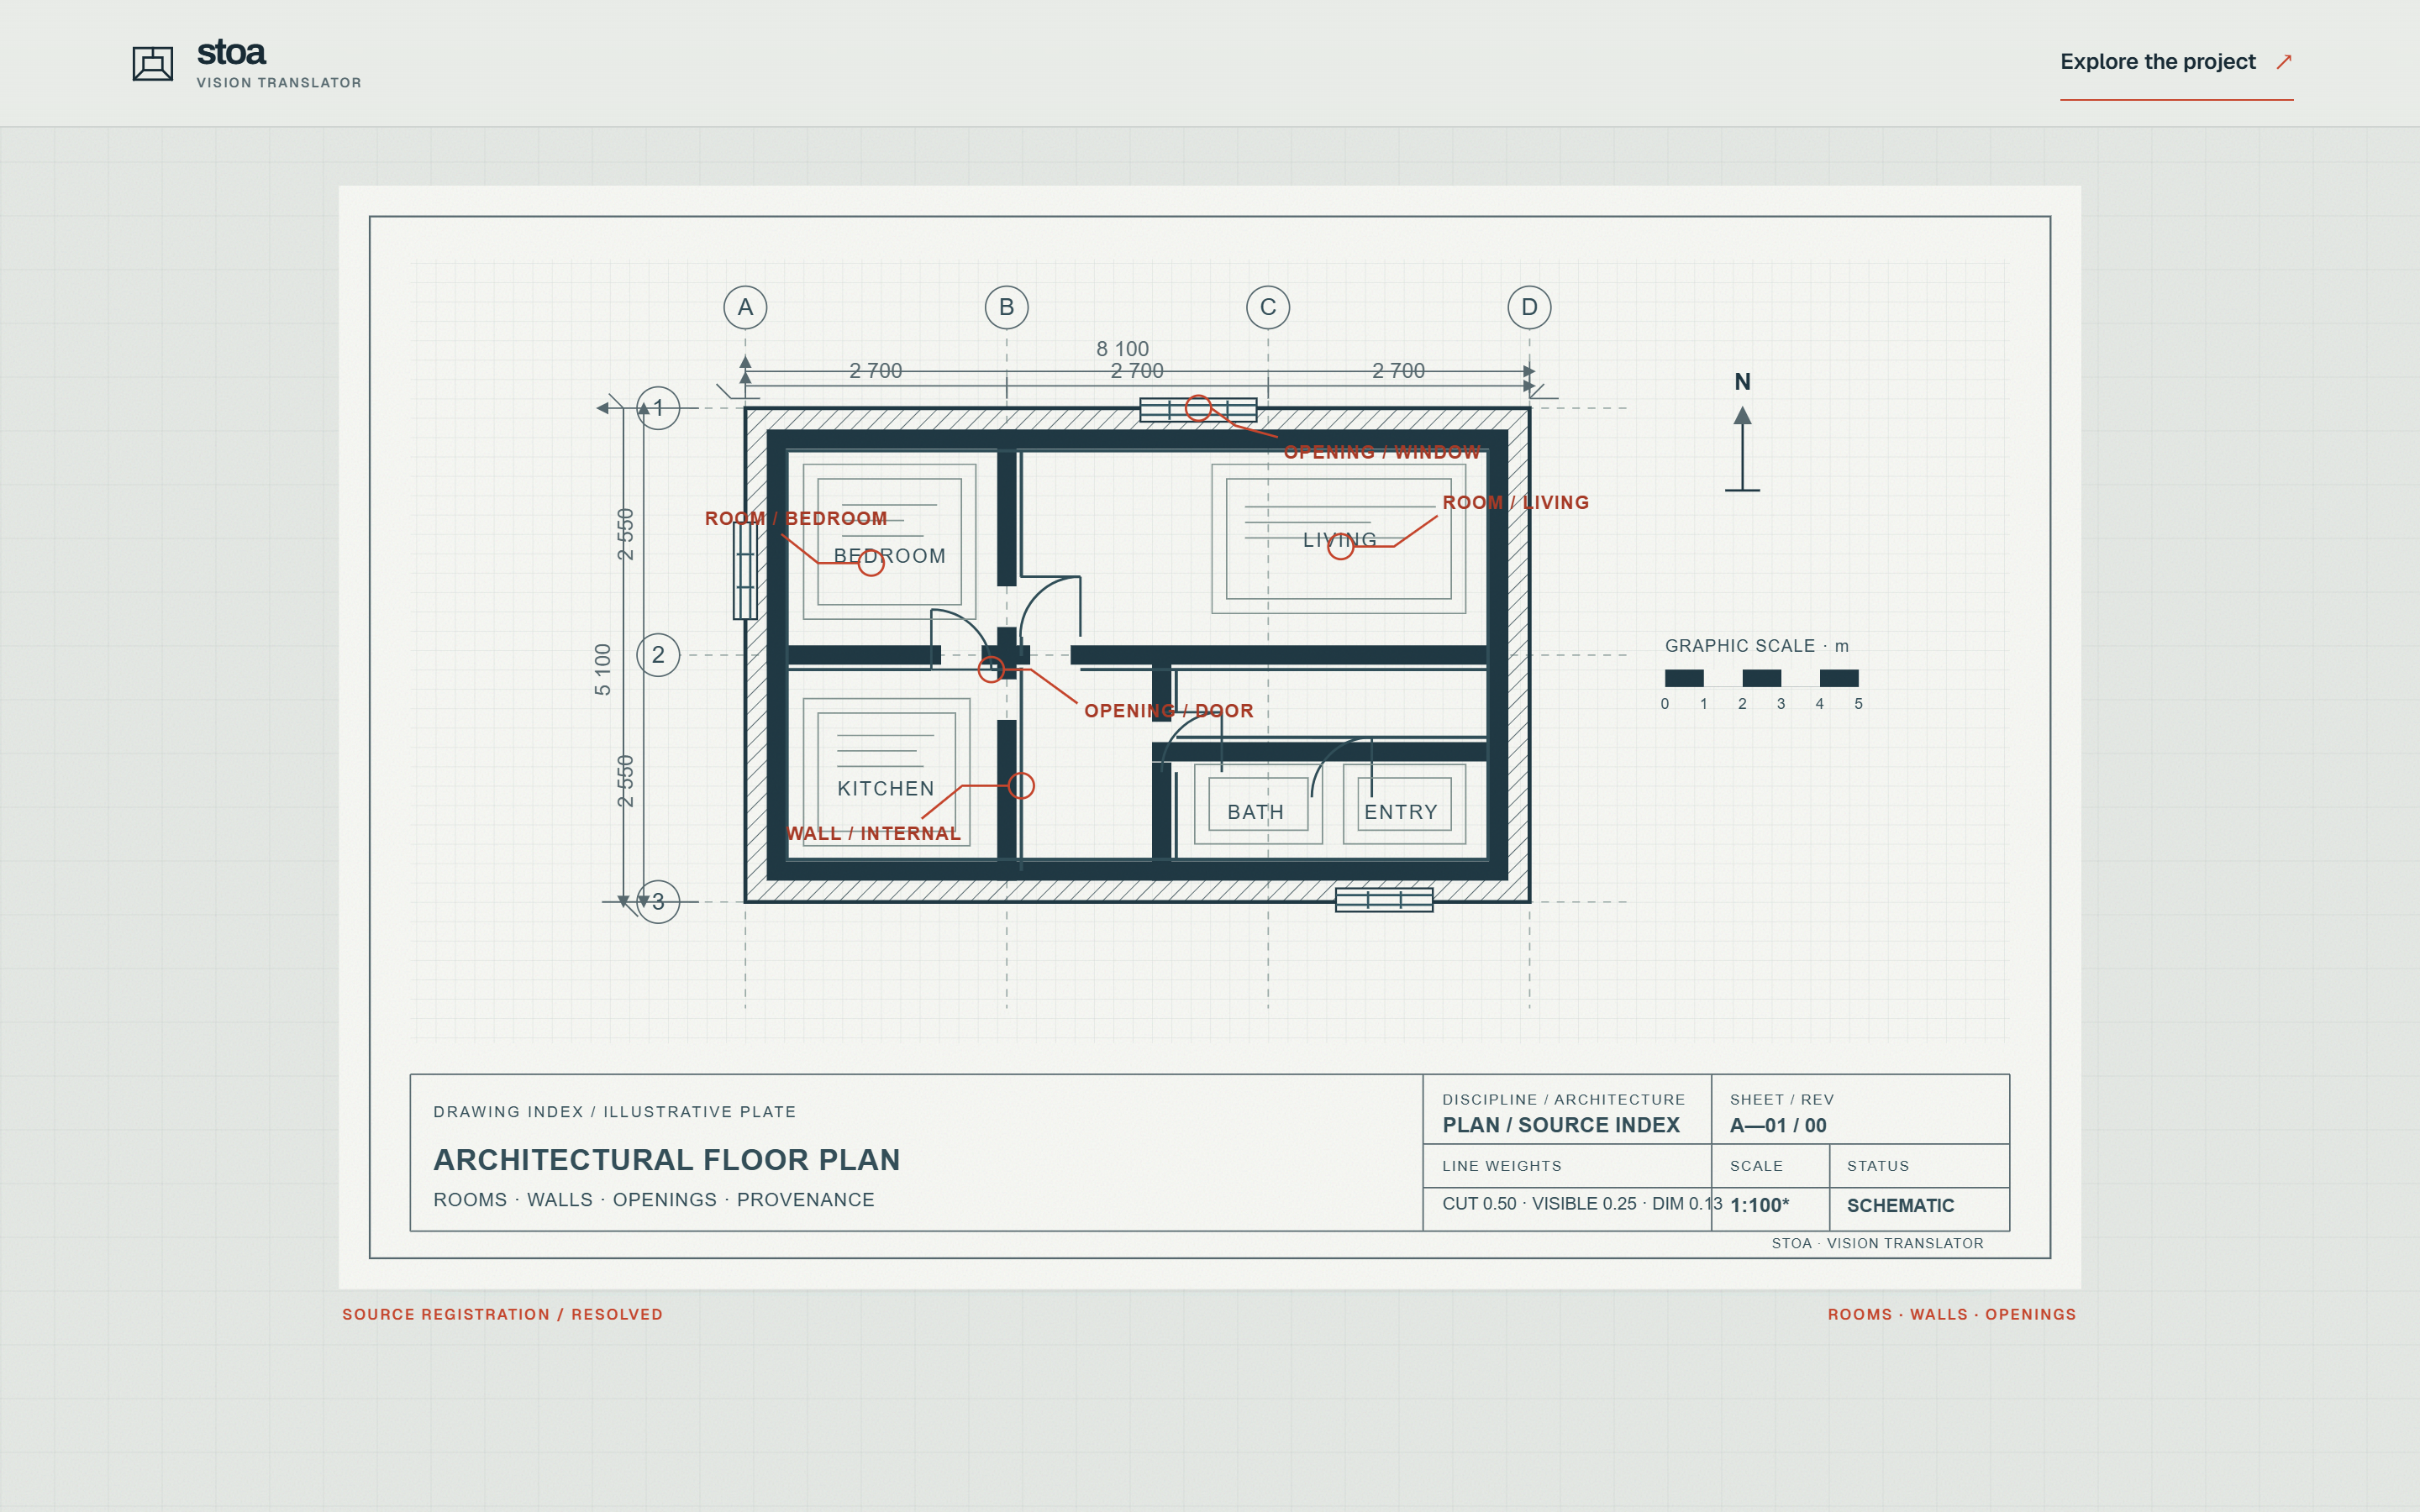 stoa
VISION TRANSLATOR
Explore the project ↗
A
B
C
D
8 100
2 700
2 700
2 700
1
2
3
2 550
5 100
2 550
N
OPENING / WINDOW
ROOM / LIVING
ROOM / BEDROOM
BEDROOM
LIVING
OPENING / DOOR
KITCHEN
WALL / INTERNAL
BATH
ENTRY
GRAPHIC SCALE · m
0 1 2 3 4 5
DRAWING INDEX / ILLUSTRATIVE PLATE
ARCHITECTURAL FLOOR PLAN
ROOMS · WALLS · OPENINGS · PROVENANCE
DISCIPLINE / ARCHITECTURE
PLAN / SOURCE INDEX
SHEET / REV
A—01 / 00
LINE WEIGHTS
CUT 0.50 · VISIBLE 0.25 · DIM 0.13
SCALE
1:100*
STATUS
SCHEMATIC
STOA · VISION TRANSLATOR
SOURCE REGISTRATION / RESOLVED
ROOMS · WALLS · OPENINGS